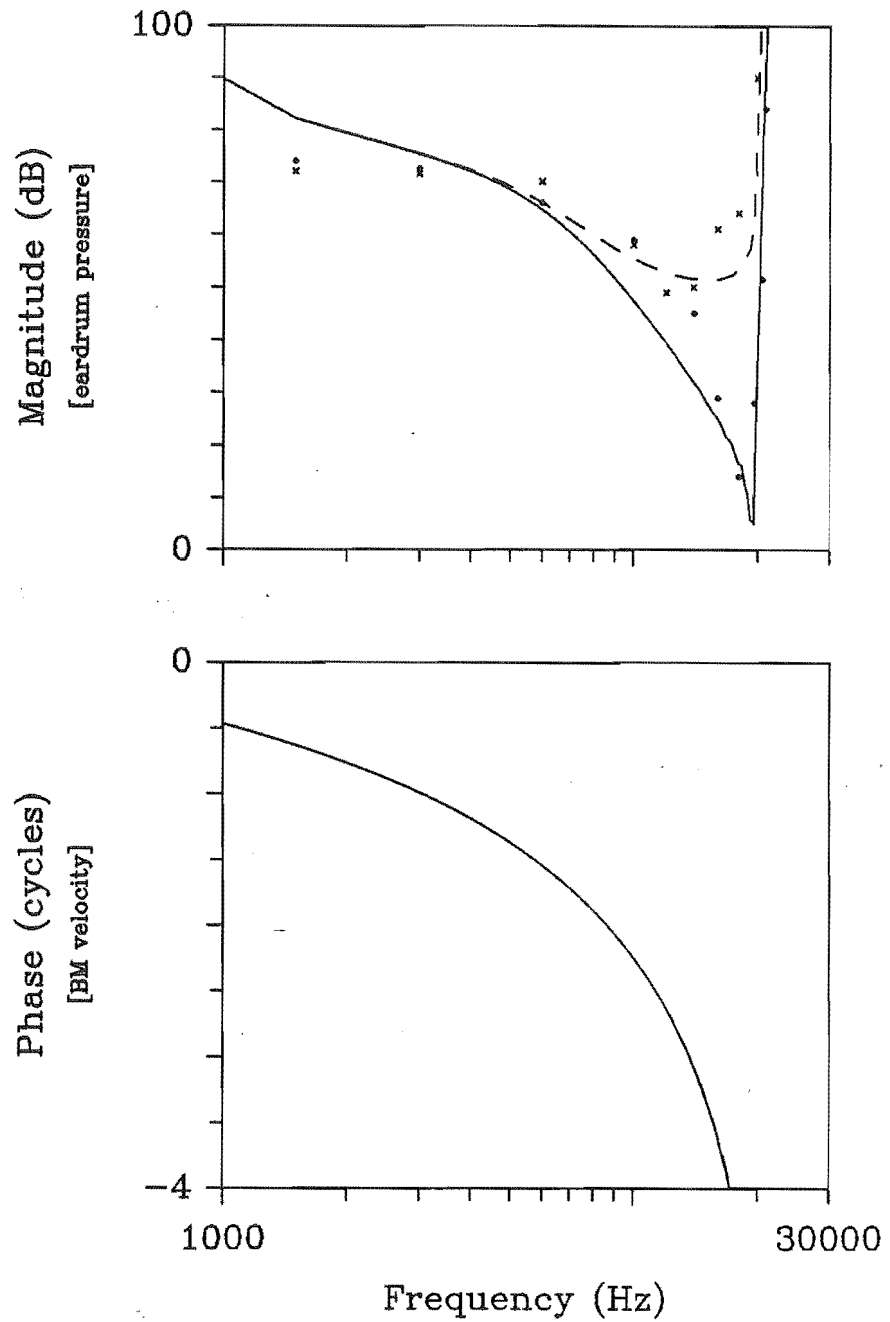 100
Magnitude (dB)
[eardrum pressure]
0
0
Phase (cycles)
[BM velocity]
-4
1000
30000
Frequency (Hz)